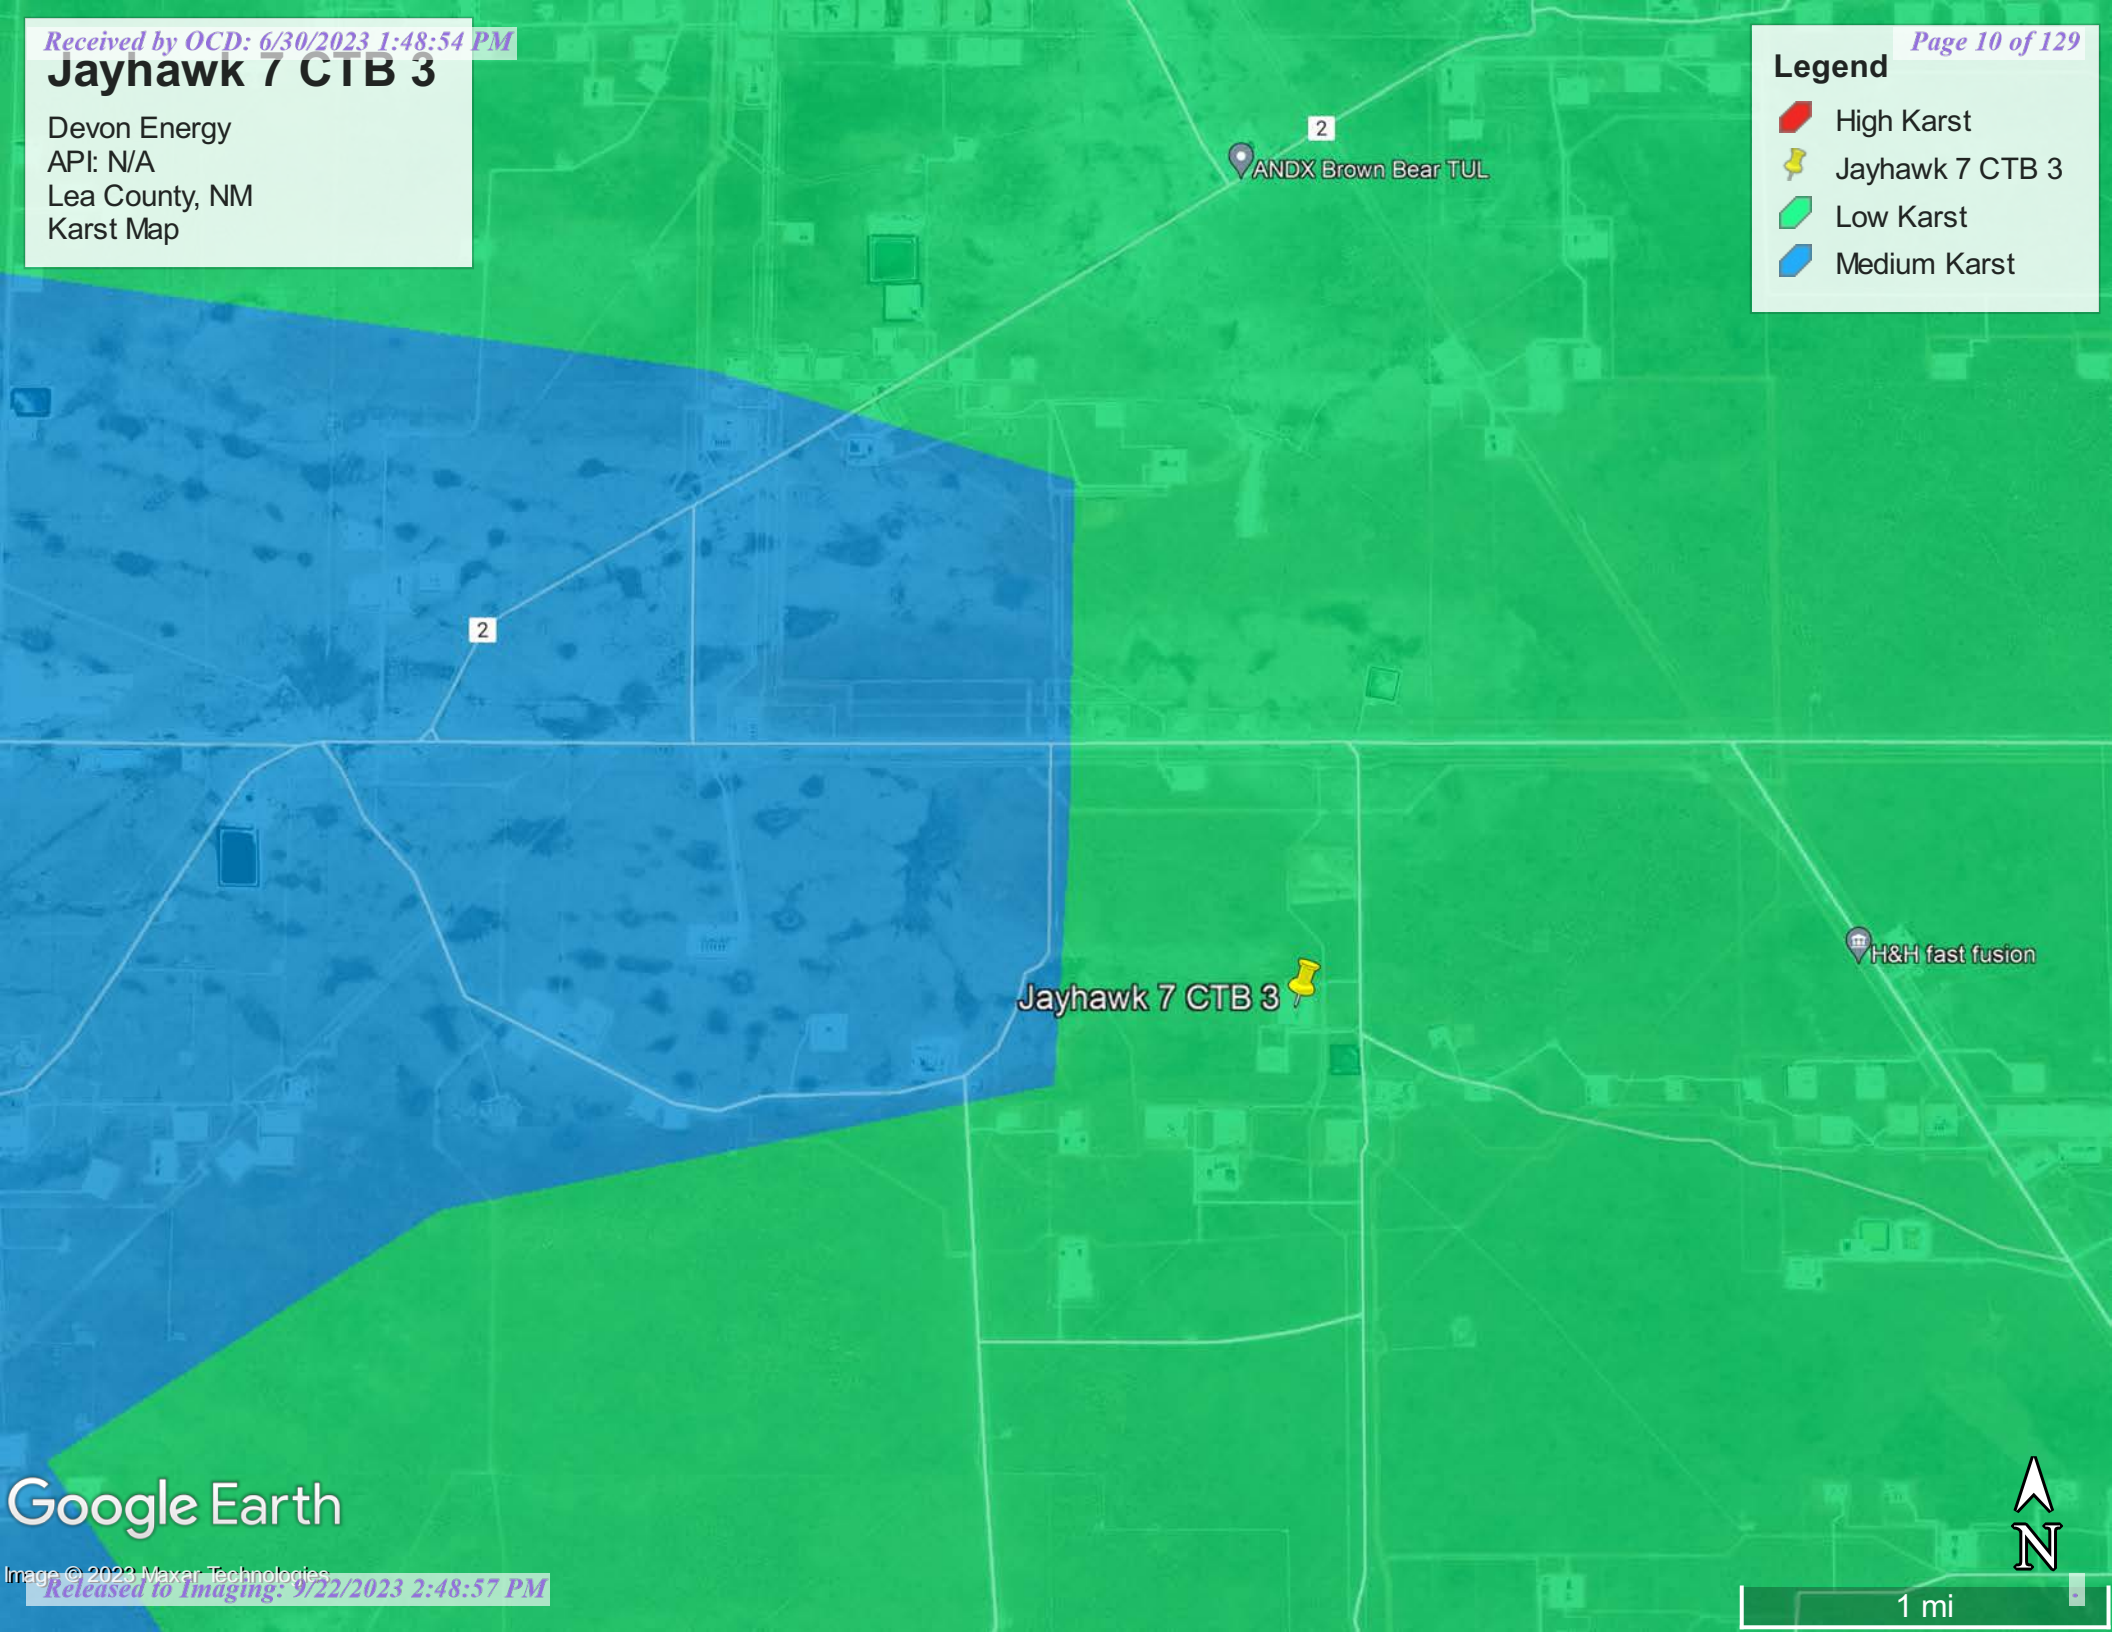 Received by OCD: 6/30/2023 1:48:54 PM
Page 10 of 129
Jayhawk 7 CTB 3
Devon Energy
API: N/A
Lea County, NM
Karst Map
Legend
High Karst
Jayhawk 7 CTB 3
Low Karst
Medium Karst
2
ANDX Brown Bear TUL
2
H&H fast fusion
Jayhawk 7 CTB 3
Google Earth
N
Image © 2023 Maxar Technologies
Released to Imaging: 9/22/2023 2:48:57 PM
1 mi